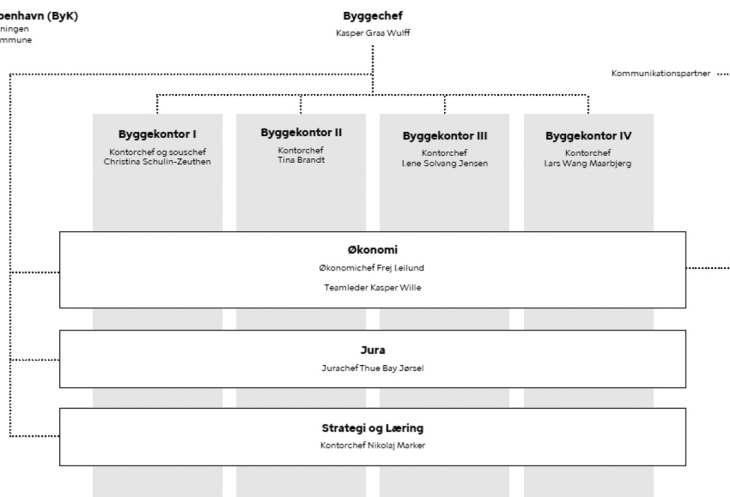 benhavn (ByK)
ningen
mmune
Byggechef
Kasper Graa Wulff
Kommunikationspartner
Byggekontor I
Kontorchef og souschef
Christina Schulin-Zeuthen
Byggekontor II
Kontorchef
Tina Brandt
Byggekontor III
Kontorchef
Lene Solvang Jensen
Byggekontor IV
Kontorchef
Lars Wang Maarbjerg
Økonomi
Økonomichef Frej Leilund
Teamleder Kasper Wille
Jura
Jurachef Thue Bay Jørsel
Strategi og Læring
Kontorchef Nikolaj Marker